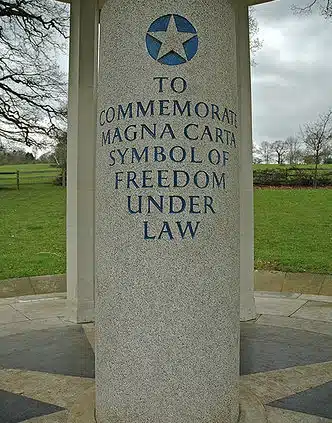 TO
COMMEMORATE
MAGNA CARTA
SYMBOL OF
FREEDOM
UNDER
LAW